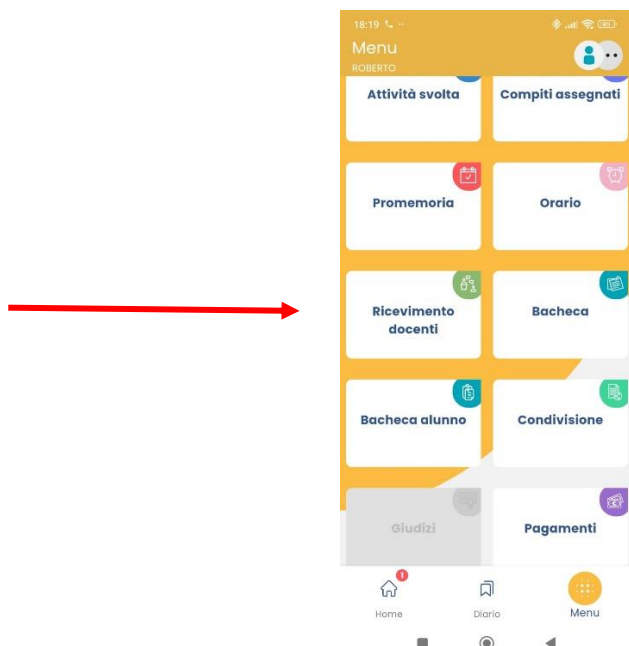 18:19
Menu
ROBERTO
Attività svolta
Compiti assegnati
Promemoria
Orario
Ricevimento
docenti
Bacheca
Bacheca alunno
Condivisione
Giudizi
Pagamenti
1
Home
Diario
Menu